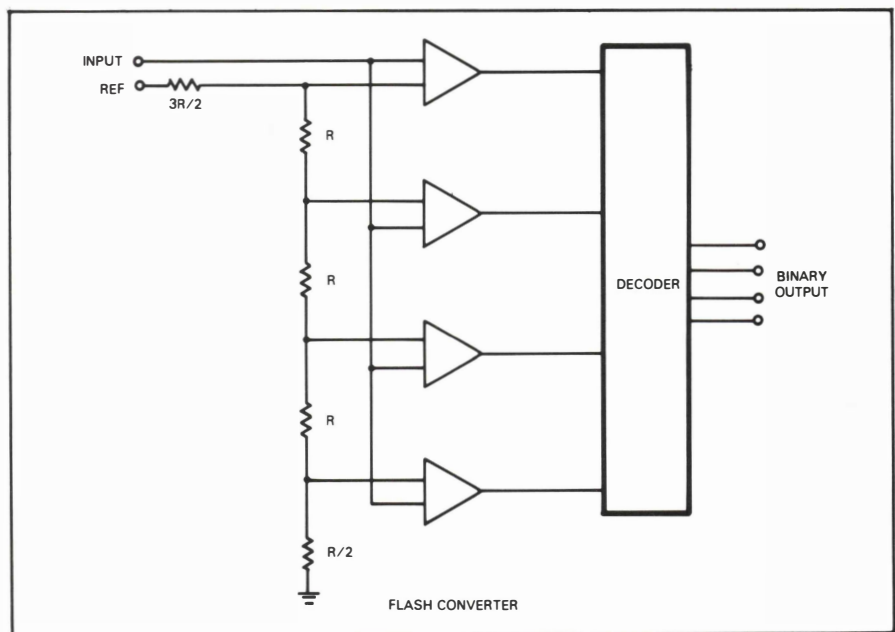 INPUT
REF
3R/2
R
R
R
R/2
DECODER
BINARY
OUTPUT
FLASH CONVERTER